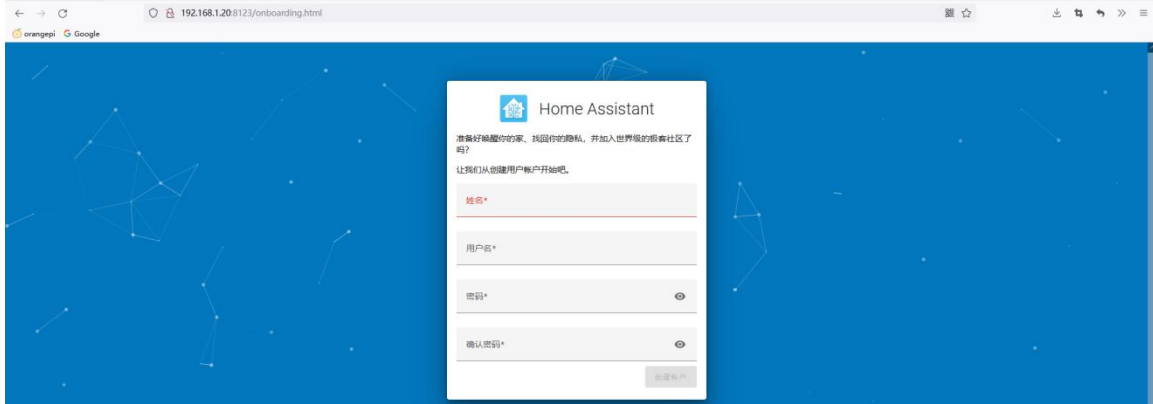 192.168.1.20:8123/onboarding.html
orangepi Google
Home Assistant
准备好唤醒你的家、找回你的隐私，并加入世界级的极客社区了
吗?
让我们从创建用户帐户开始吧。
姓名*
用户名*
密码*
确认密码*
创建帐户